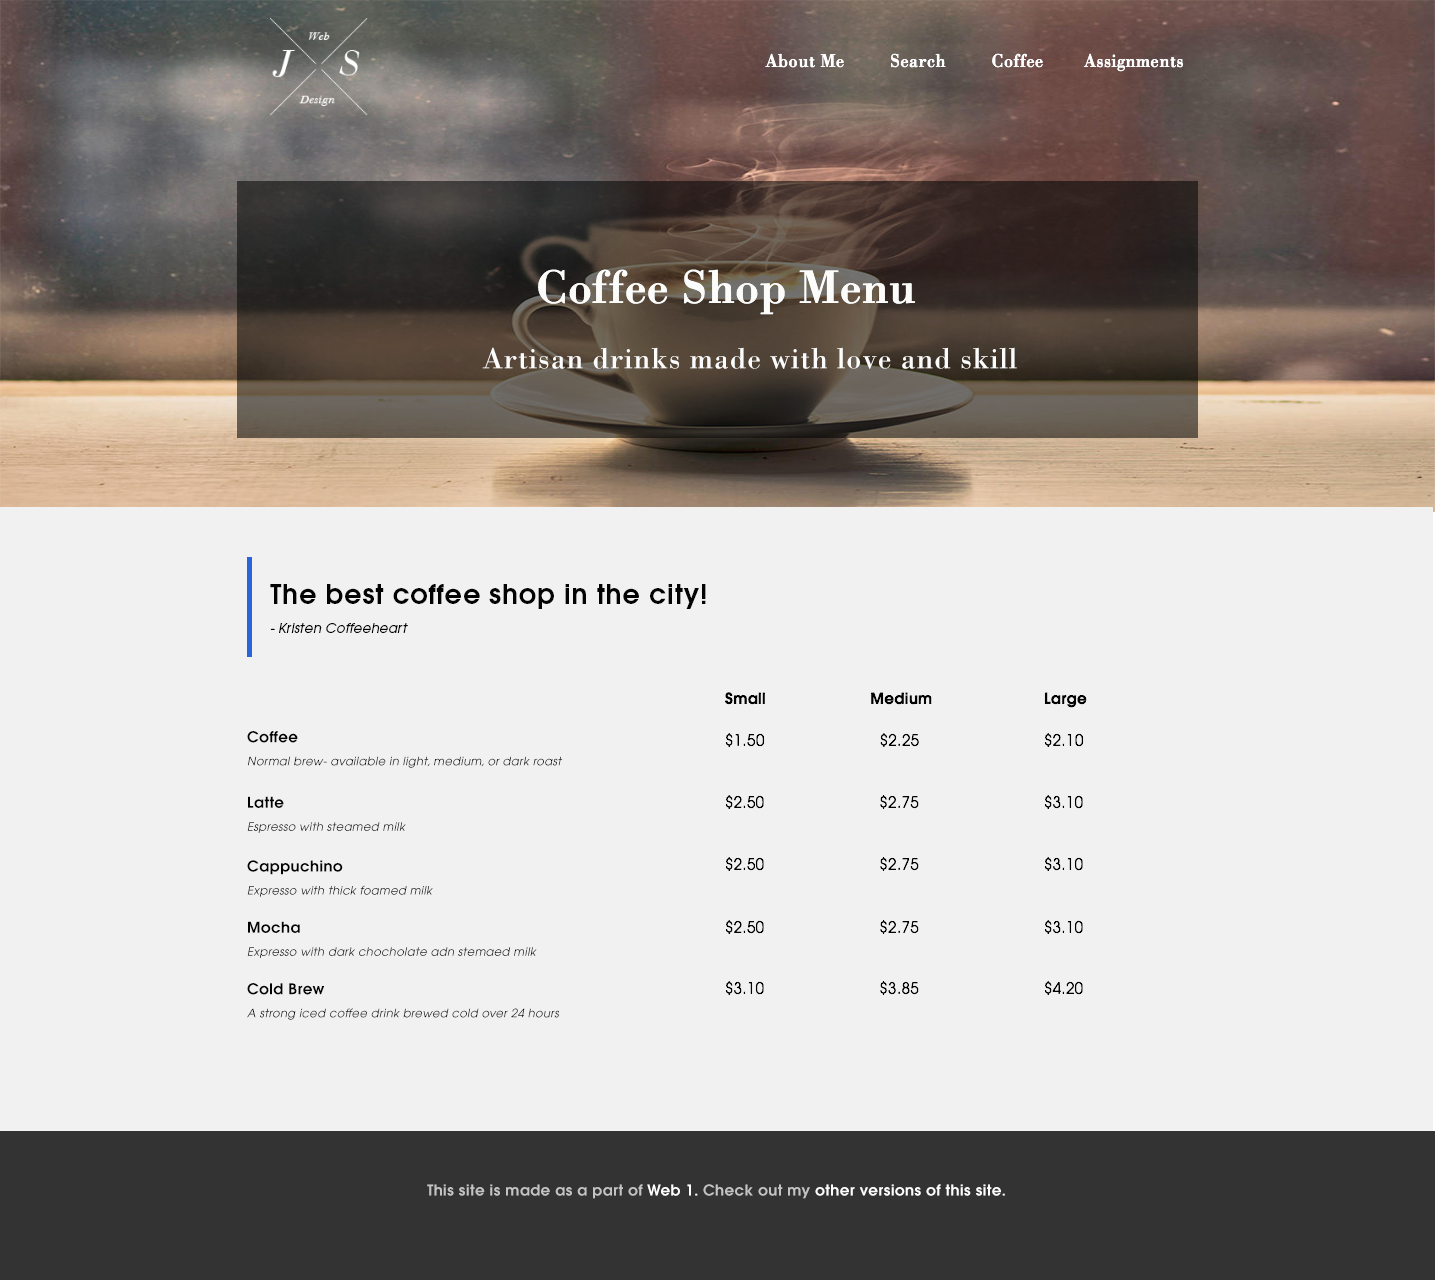 Web
J S
Design
About Me Search Coffee Assignments
Coffee Shop Menu
Artisan drinks made with love and skill
The best coffee shop in the city!
- Kristen Coffeeheart
Small Medium Large
Coffee $1.50 $2.25 $2.10
Normal brew- available in light, medium, or dark roast
Latte $2.50 $2.75 $3.10
Espresso with steamed milk
Cappuchino $2.50 $2.75 $3.10
Expresso with thick foamed milk
Mocha $2.50 $2.75 $3.10
Expresso with dark chocholate adn stemaed milk
Cold Brew $3.10 $3.85 $4.20
A strong iced coffee drink brewed cold over 24 hours
This site is made as a part of Web 1. Check out my other versions of this site.